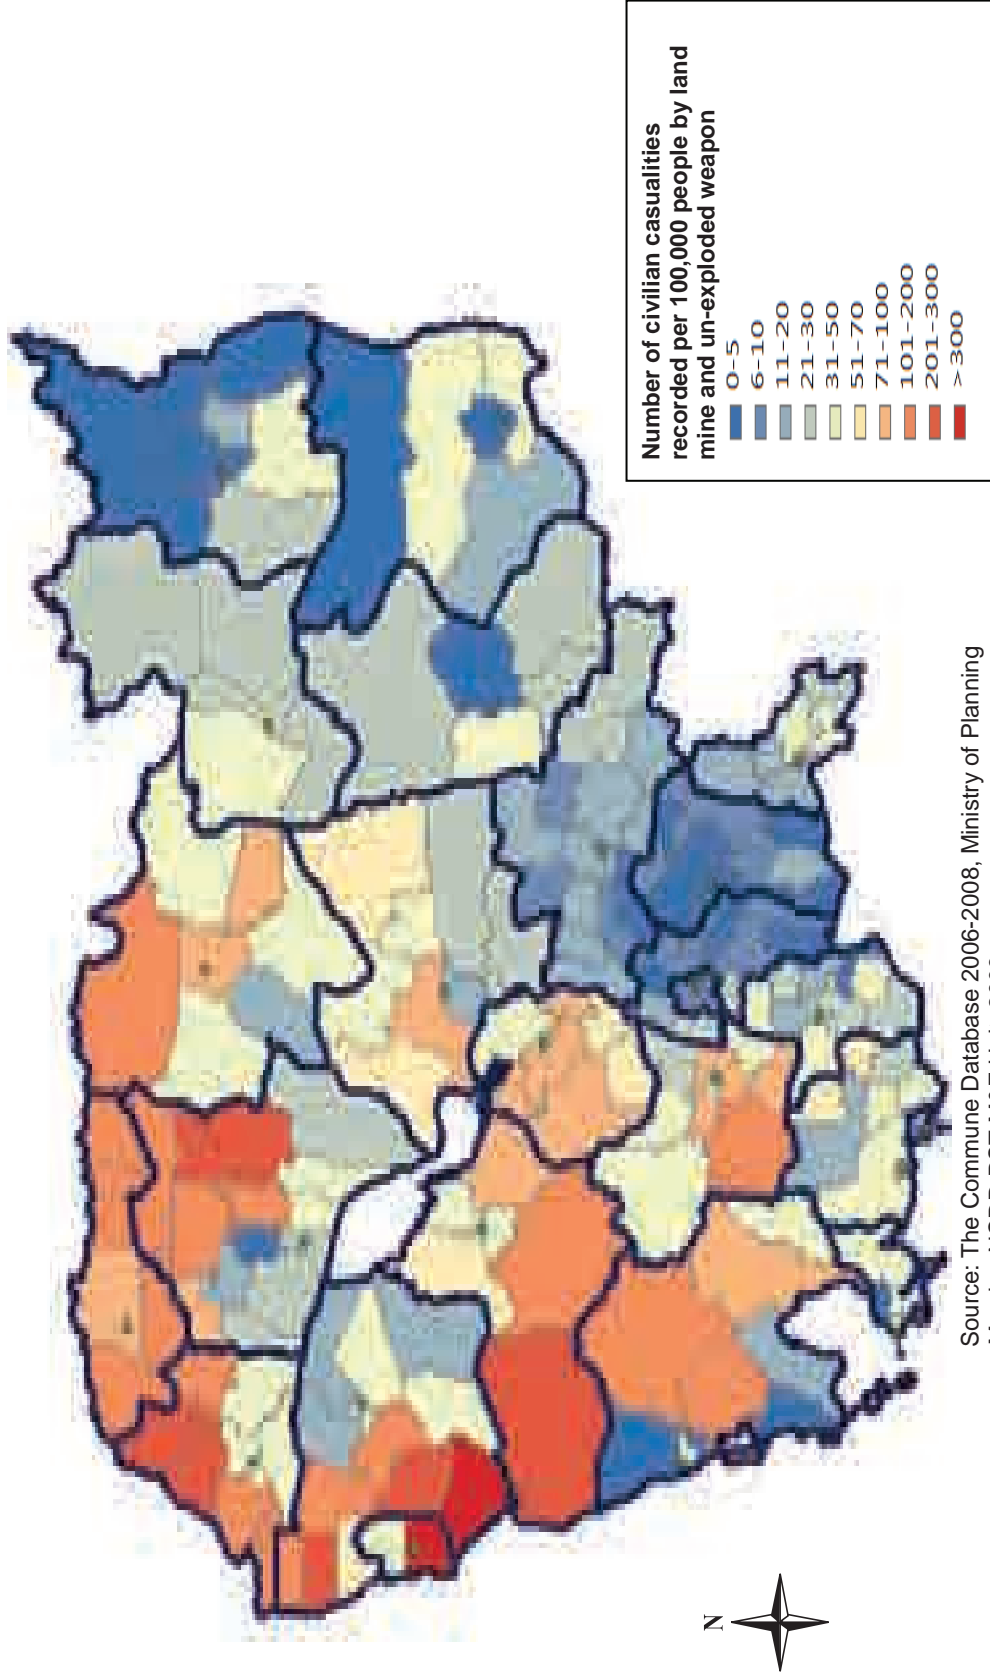 Number of civilian casualities
recorded per 100,000 people by land
mine and un-exploded weapon
0-5
6-10
11-20
21-30
31-50
51-70
71-100
101-200
201-300
>300
N
Source: The Commune Database 2006-2008, Ministry of Planning